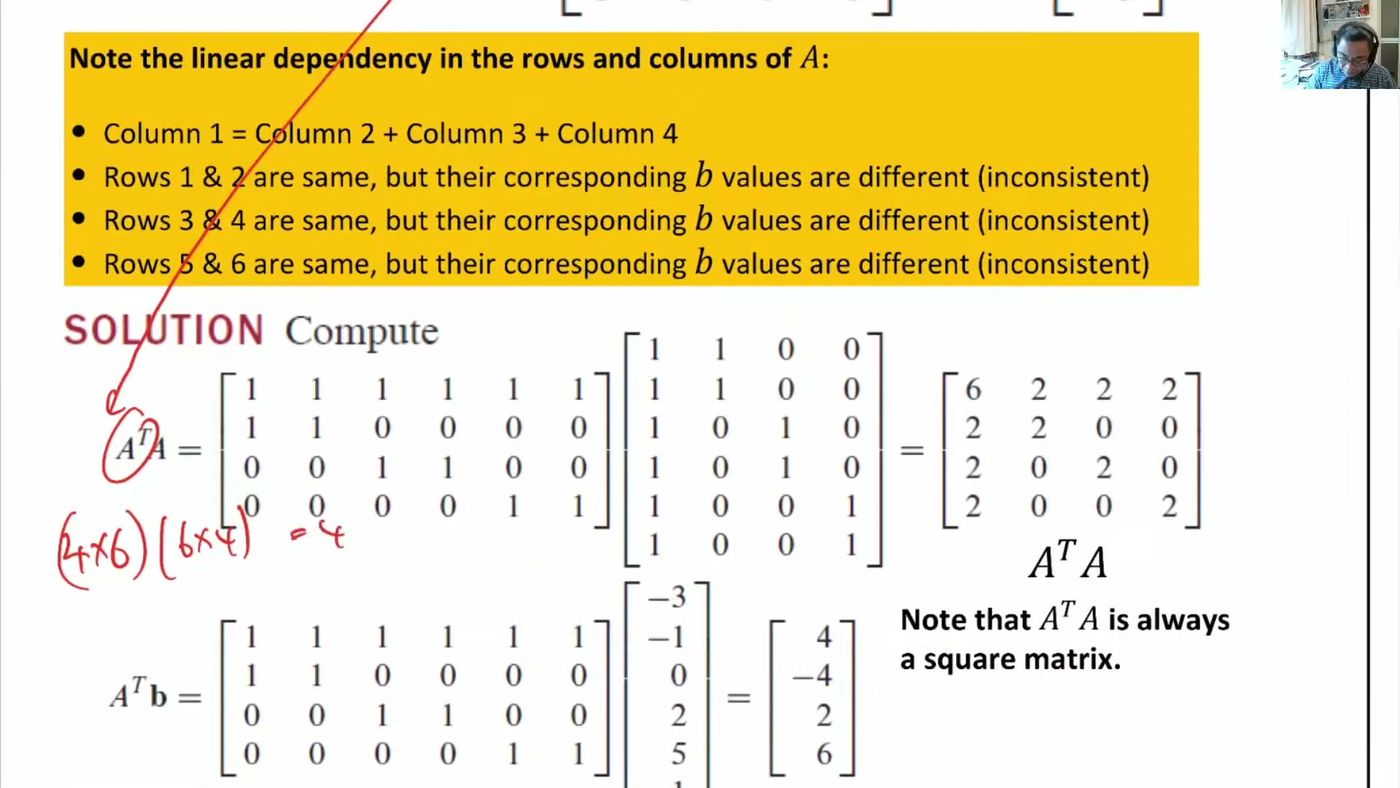 Note the linear dependency in the rows and columns of A:
• Column 1 = Column 2 + Column 3 + Column 4
• Rows 1 & 2 are same, but their corresponding b values are different (inconsistent)
• Rows 3 & 4 are same, but their corresponding b values are different (inconsistent)
• Rows 5 & 6 are same, but their corresponding b values are different (inconsistent)
SOLUTION Compute
1 1 0 0
1 1 1 1 1 1 1 1 0 0 6 2 2 2
1 1 0 0 0 0 1 0 1 0 2 2 0 0
AᵀA = =
0 0 1 1 0 0 1 0 1 0 2 0 2 0
0 0 0 0 1 1 1 0 0 1 2 0 0 2
(4×6)(6×4) = 4
1 0 0 1
AᵀA
-3
1 1 1 1 1 1 -1 4
Note that AᵀA is always
a square matrix.
1 1 0 0 0 0 0 -4
Aᵀb = =
0 0 1 1 0 0 2 2
0 0 0 0 1 1 5 6